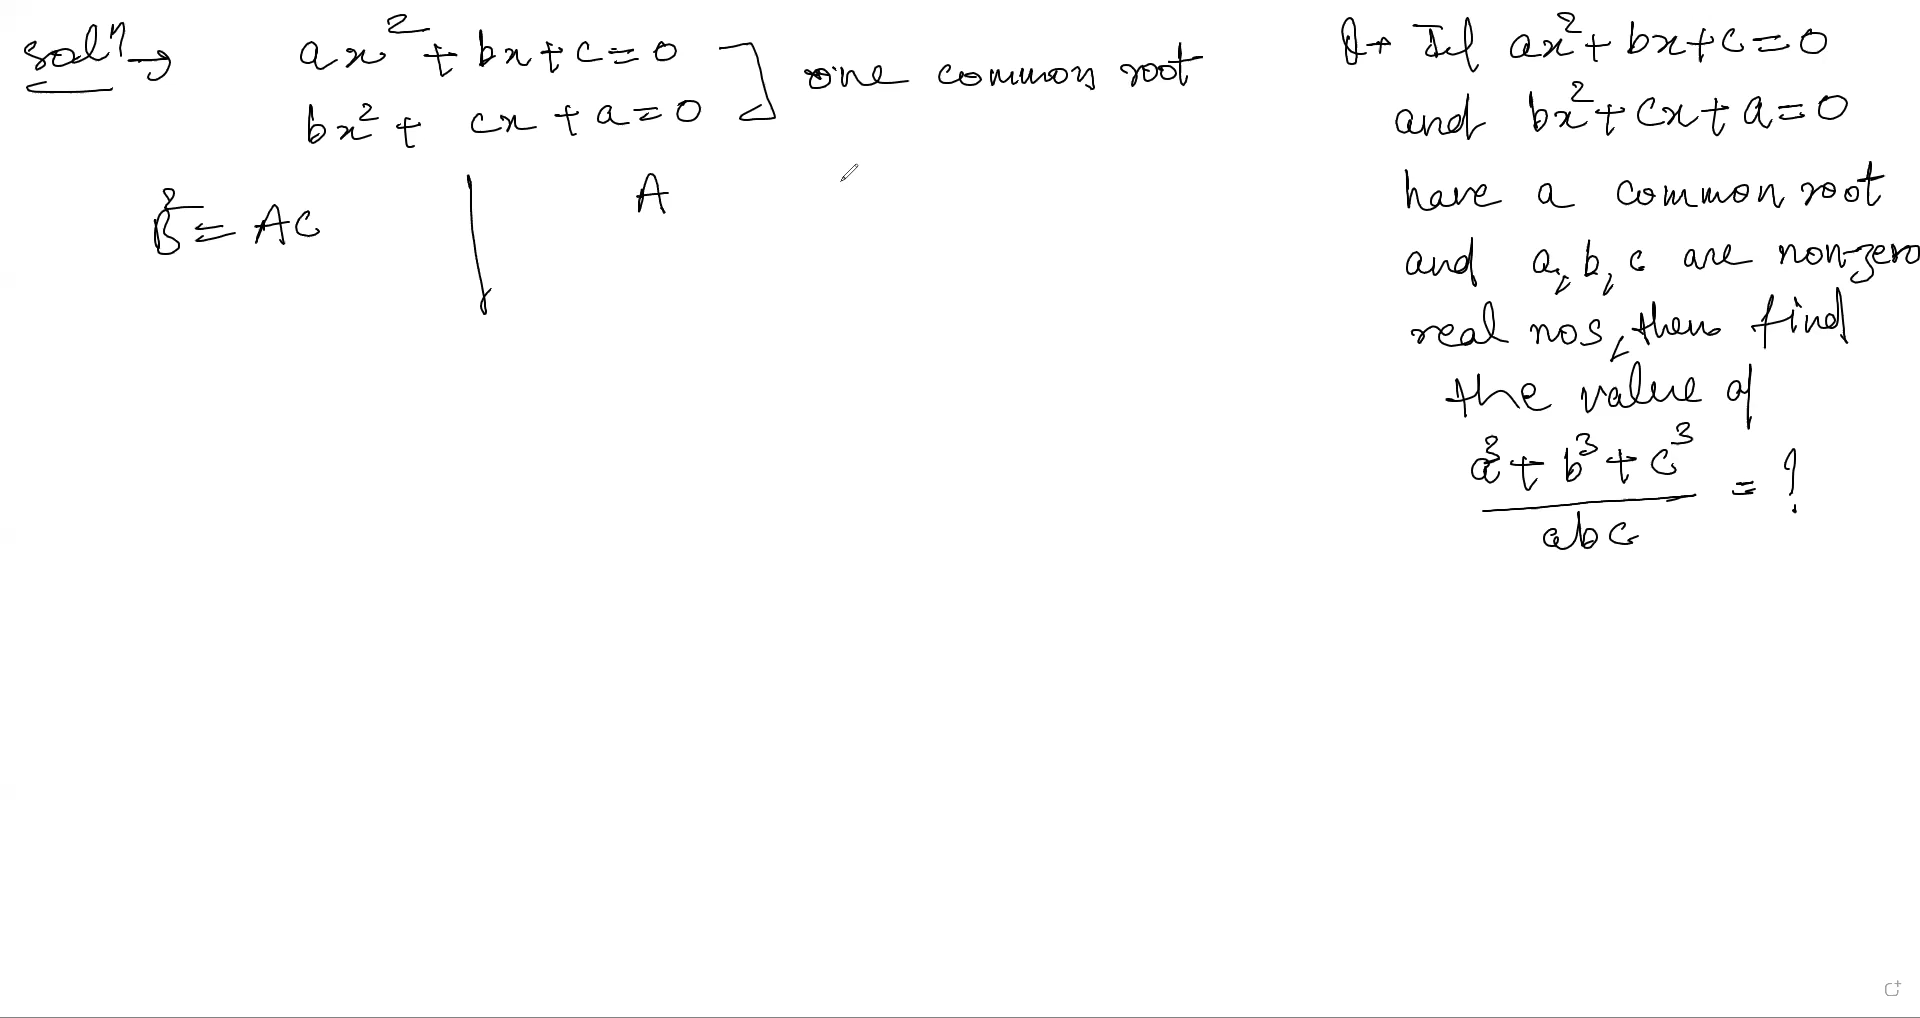 Solⁿ→ ax² + bx + c = 0
bx² + cx + a = 0
one common root
B² = AC
A
Q→ If ax² + bx + c = 0
and bx² + cx + a = 0
have a common root
and a, b, c are non-zero
real nos, then find
the value of
a³ + b³ + c³
= ?
abc